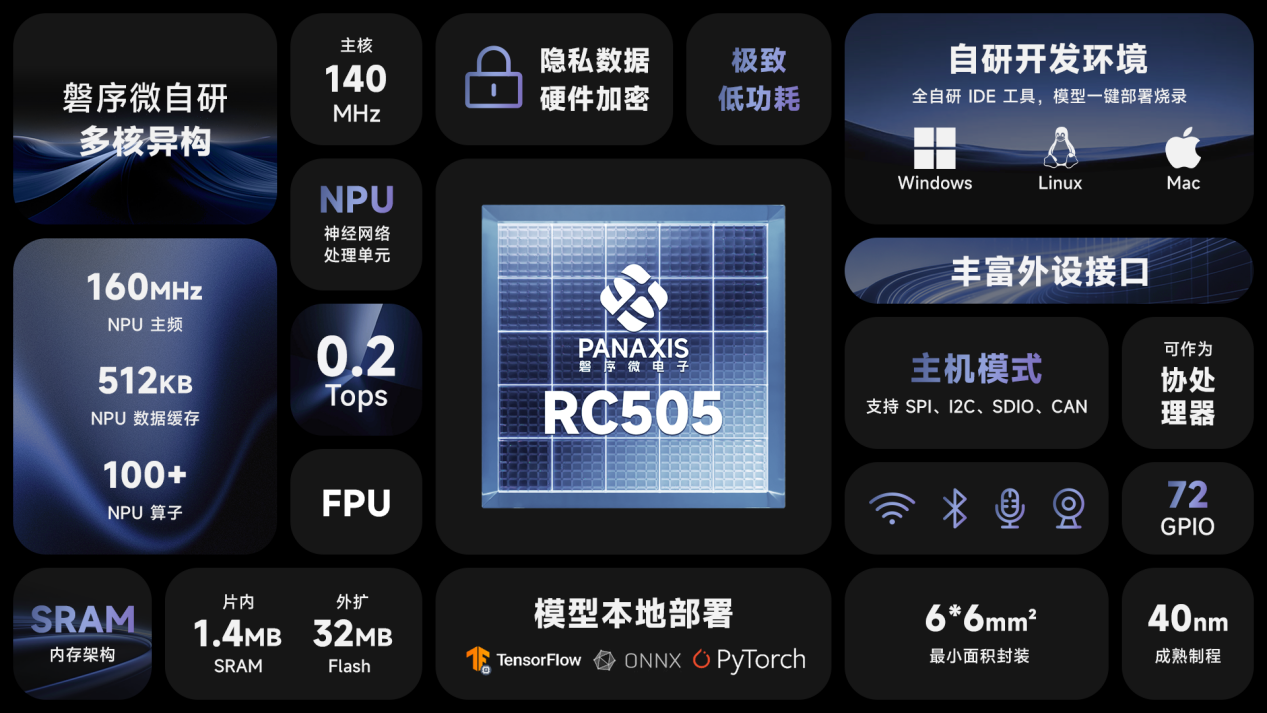 磐序微自研
多核异构
160MHz
NPU 主频
512KB
NPU 数据缓存
100+
NPU 算子
SRAM
内存架构
主核
140
MHz
NPU
神经网络
处理单元
0.2
Tops
FPU
片内
1.4MB
SRAM
外扩
32MB
Flash
隐私数据
硬件加密
极致
低功耗
PANAXIS
磐序微电子
RC505
模型本地部署
TensorFlow
ONNX
PyTorch
自研开发环境
全自研 IDE 工具，模型一键部署烧录
Windows
Linux
Mac
丰富外设接口
主机模式
支持 SPI、I2C、SDIO、CAN
可作为
协处
理器
72
GPIO
6*6mm²
最小面积封装
40nm
成熟制程